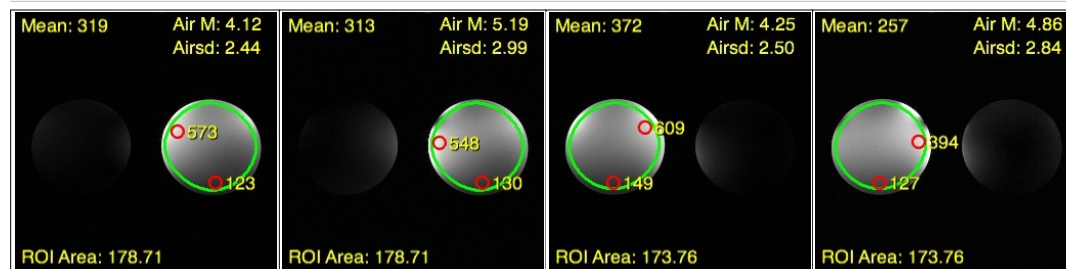 Mean: 319
Air M: 4.12
Airsd: 2.44
573
123
ROI Area: 178.71
Mean: 313
Air M: 5.19
Airsd: 2.99
548
130
ROI Area: 178.71
Mean: 372
Air M: 4.25
Airsd: 2.50
609
149
ROI Area: 173.76
Mean: 257
Air M: 4.86
Airsd: 2.84
394
127
ROI Area: 173.76